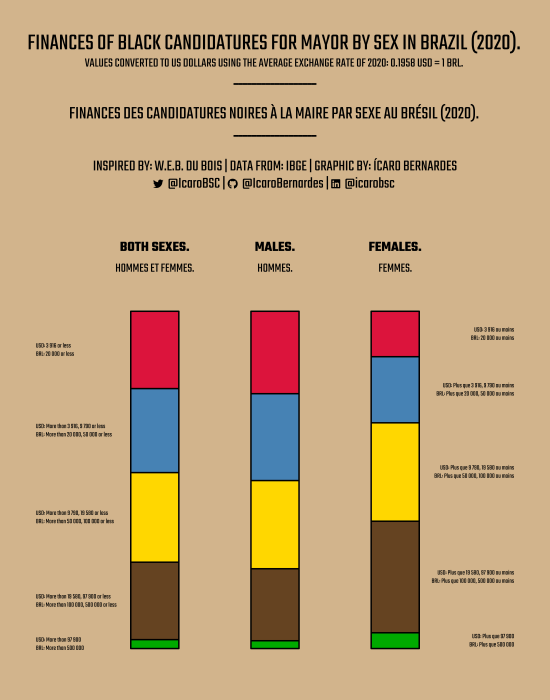 FINANCES OF BLACK CANDIDATURES FOR MAYOR BY SEX IN BRAZIL (2020).
VALUES CONVERTED TO US DOLLARS USING THE AVERAGE EXCHANGE RATE OF 2020: 0.1958 USD = 1 BRL.
FINANCES DES CANDIDATURES NOIRES À LA MAIRE PAR SEXE AU BRÉSIL (2020).
INSPIRED BY: W.E.B. DU BOIS | DATA FROM: IBGE | GRAPHIC BY: ÍCARO BERNARDES
@IcaroBSC | @IcaroBernardes | @icarobsc
BOTH SEXES.
HOMMES ET FEMMES.
MALES.
HOMMES.
FEMALES.
FEMMES.
USD: 3 916 or less
BRL: 20 000 or less
USD: More than 3 916, 9 790 or less
BRL: More than 20 000, 50 000 or less
USD: More than 9 790, 19 580 or less
BRL: More than 50 000, 100 000 or less
USD: More than 19 580, 97 900 or less
BRL: More than 100 000, 500 000 or less
USD: More than 97 900
BRL: More than 500 000
USD: 3 916 ou moins
BRL: 20 000 ou moins
USD: Plus que 3 916, 9 790 ou moins
BRL: Plus que 20 000, 50 000 ou moins
USD: Plus que 9 790, 19 580 ou moins
BRL: Plus que 50 000, 100 000 ou moins
USD: Plus que 19 580, 97 900 ou moins
BRL: Plus que 100 000, 500 000 ou moins
USD: Plus que 97 900
BRL: Plus que 500 000